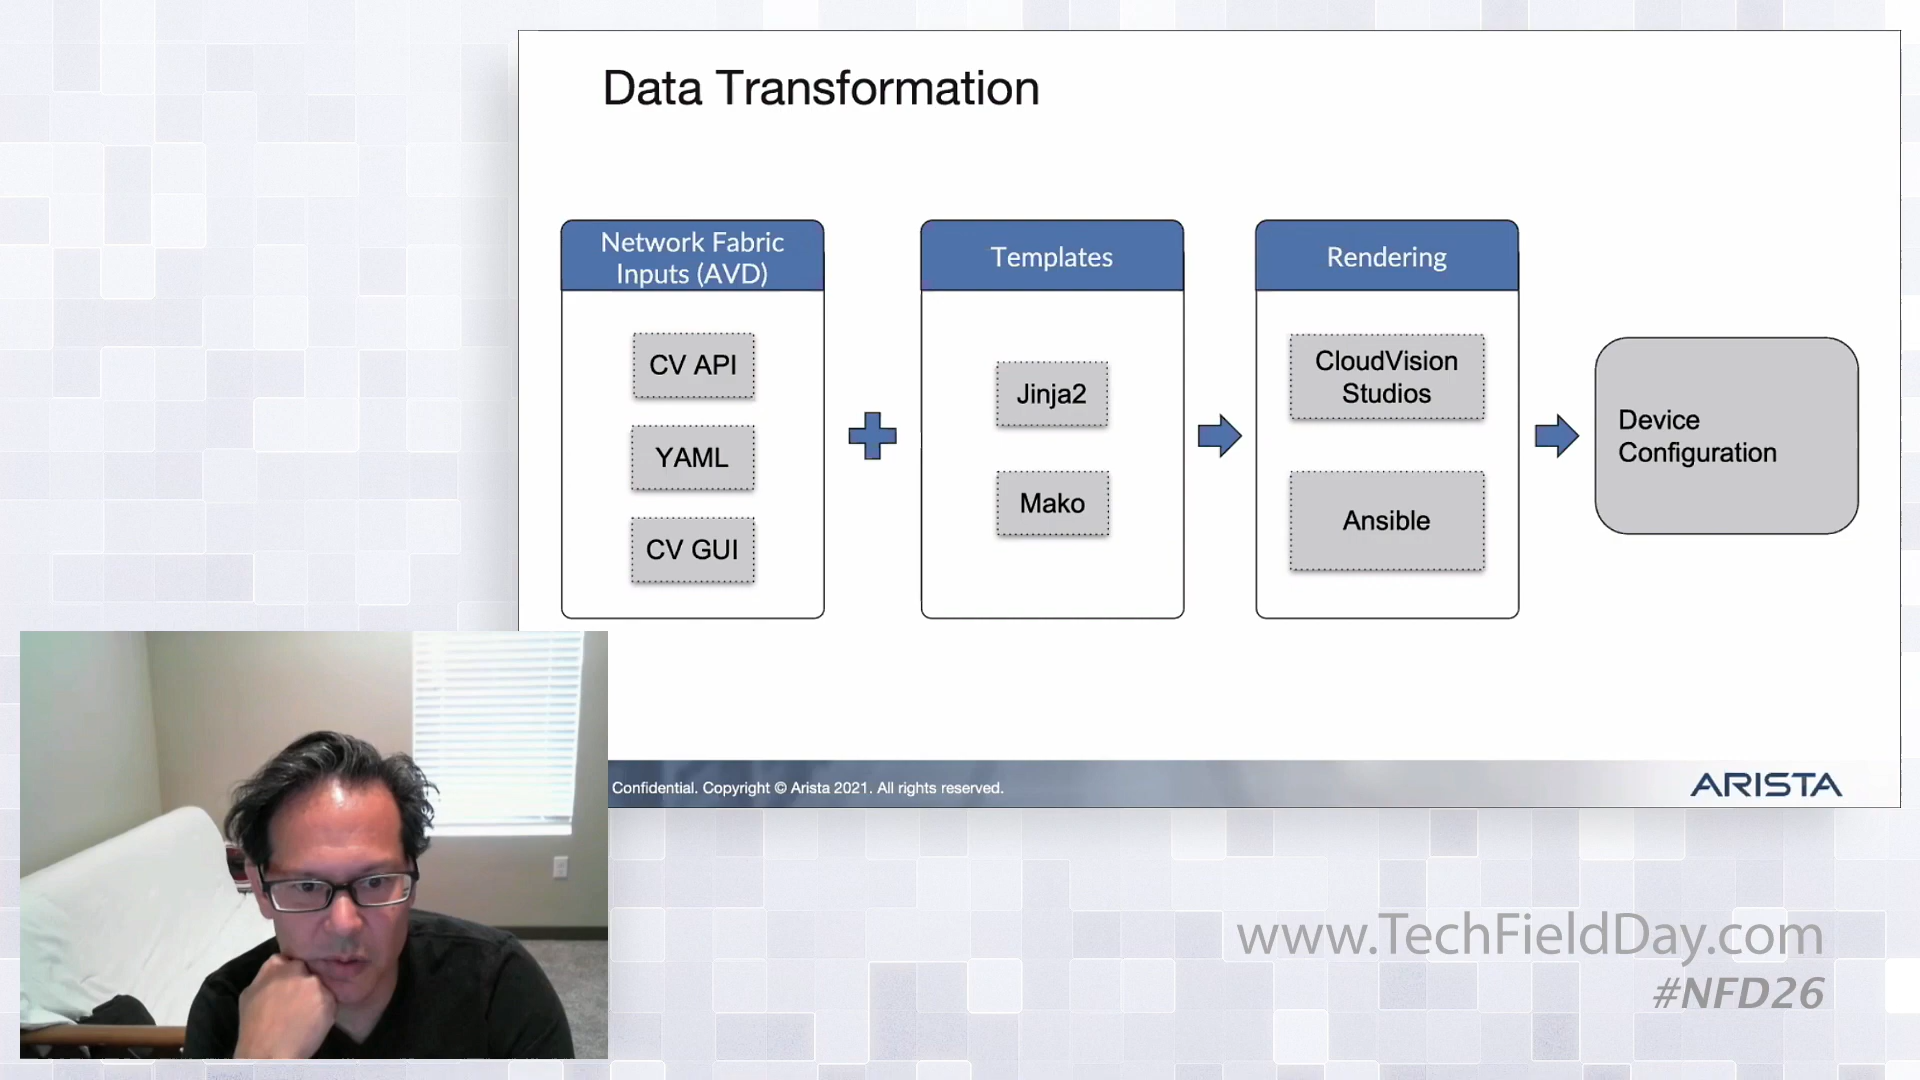 Data Transformation
Network Fabric
Inputs (AVD)
CV API
YAML
CV GUI
Templates
Jinja2
Mako
Rendering
CloudVision
Studios
Ansible
Device
Configuration
Confidential. Copyright © Arista 2021. All rights reserved.
ARISTA
www.TechFieldDay.com
#NFD26